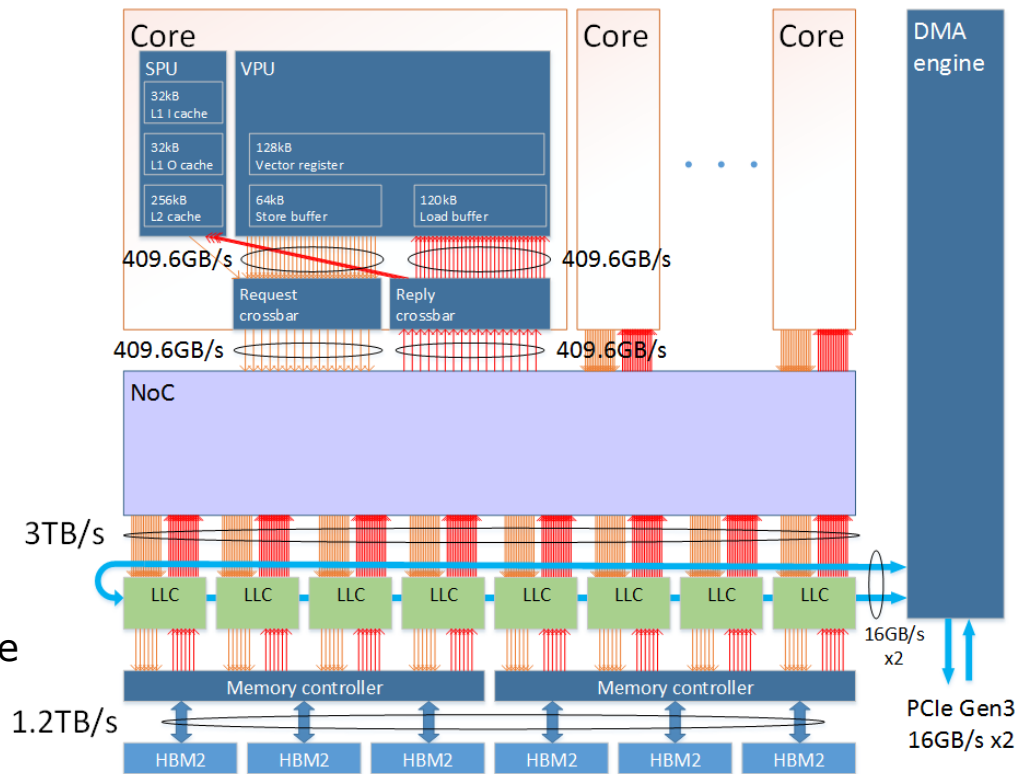 Core
Core
Core
DMA
engine
SPU
VPU
32kB
L1 I cache
32kB
L1 O cache
128kB
Vector register
256kB
L2 cache
64kB
Store buffer
120kB
Load buffer
. . .
409.6GB/s
409.6GB/s
Request
crossbar
Reply
crossbar
409.6GB/s
409.6GB/s
NoC
3TB/s
LLC
LLC
LLC
LLC
LLC
LLC
LLC
LLC
16GB/s
x2
e
Memory controller
Memory controller
1.2TB/s
PCIe Gen3
16GB/s x2
HBM2
HBM2
HBM2
HBM2
HBM2
HBM2